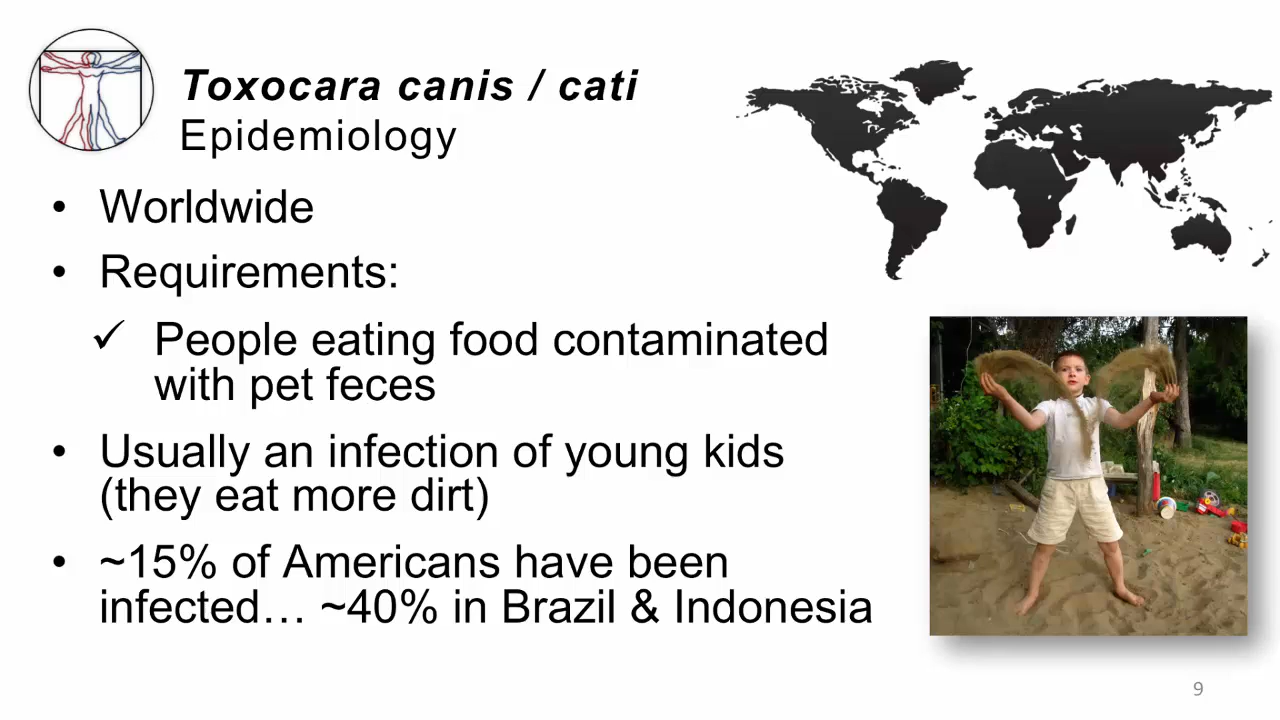 Toxocara canis / cati
Epidemiology
• Worldwide
• Requirements:
✓ People eating food contaminated
with pet feces
• Usually an infection of young kids
(they eat more dirt)
• ~15% of Americans have been
infected… ~40% in Brazil & Indonesia
9